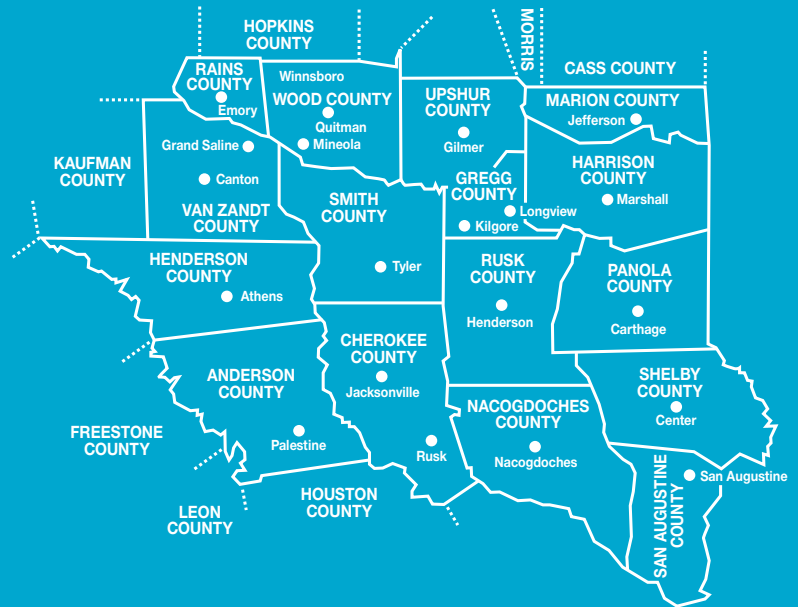 HOPKINS
COUNTY
MORRIS
CASS COUNTY
RAINS
COUNTY
Emory
Winnsboro
WOOD COUNTY
Quitman
Mineola
UPSHUR
COUNTY
Gilmer
MARION COUNTY
Jefferson
KAUFMAN
COUNTY
Grand Saline
Canton
VAN ZANDT
COUNTY
SMITH
COUNTY
Tyler
GREGG
COUNTY
Longview
Kilgore
HARRISON
COUNTY
Marshall
HENDERSON
COUNTY
Athens
RUSK
COUNTY
Henderson
PANOLA
COUNTY
Carthage
ANDERSON
COUNTY
Palestine
CHEROKEE
COUNTY
Jacksonville
Rusk
NACOGDOCHES
COUNTY
Nacogdoches
SHELBY
COUNTY
Center
FREESTONE
COUNTY
LEON
COUNTY
HOUSTON
COUNTY
San Augustine
SAN AUGUSTINE
COUNTY